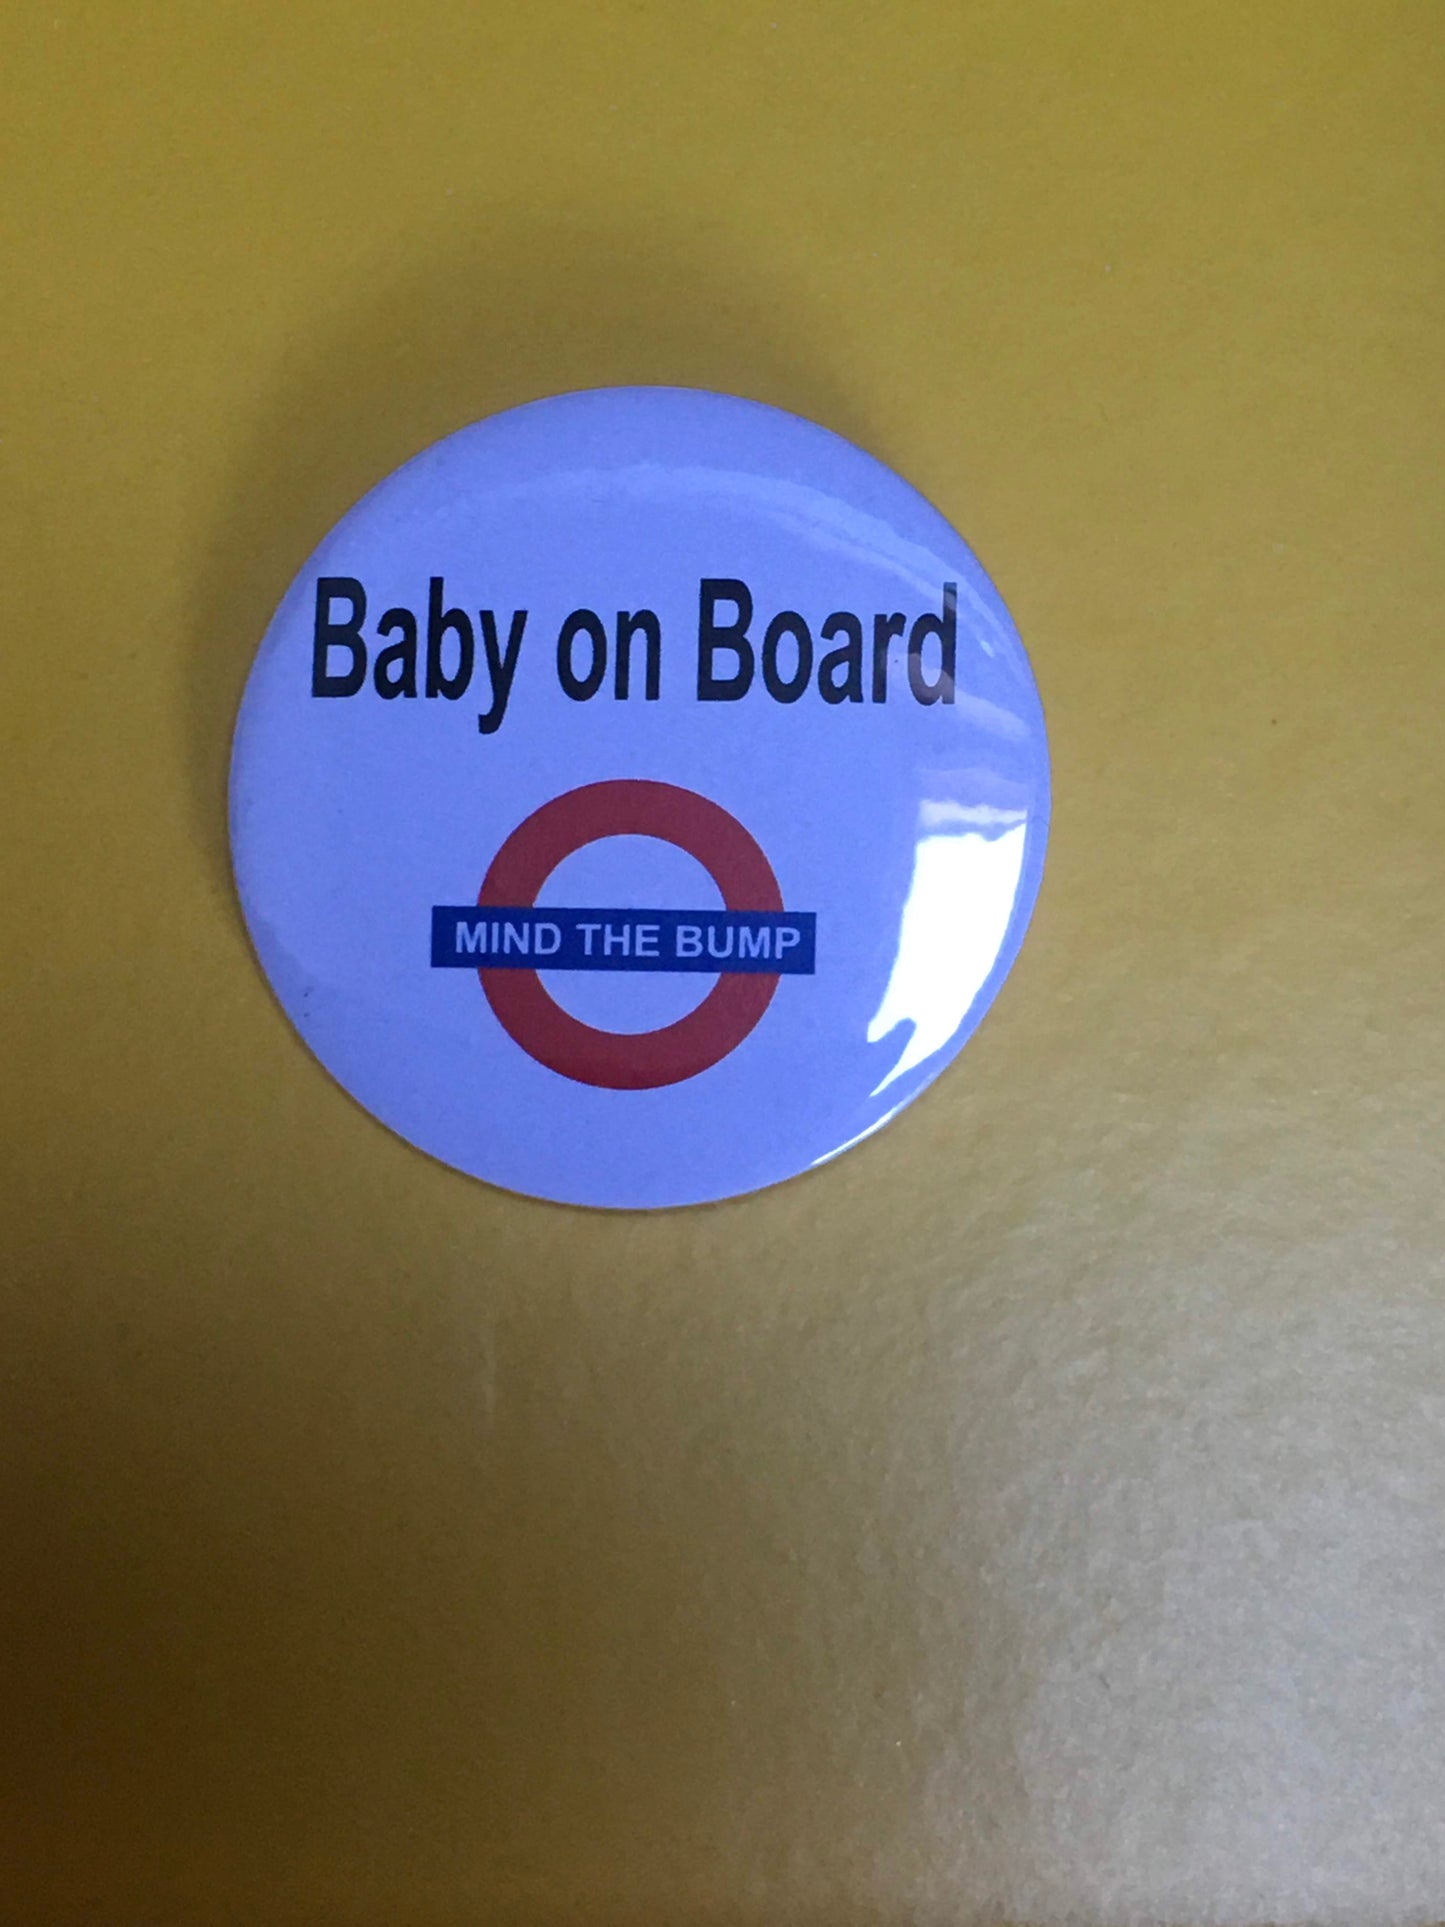 Baby on Board
MIND THE BUMP